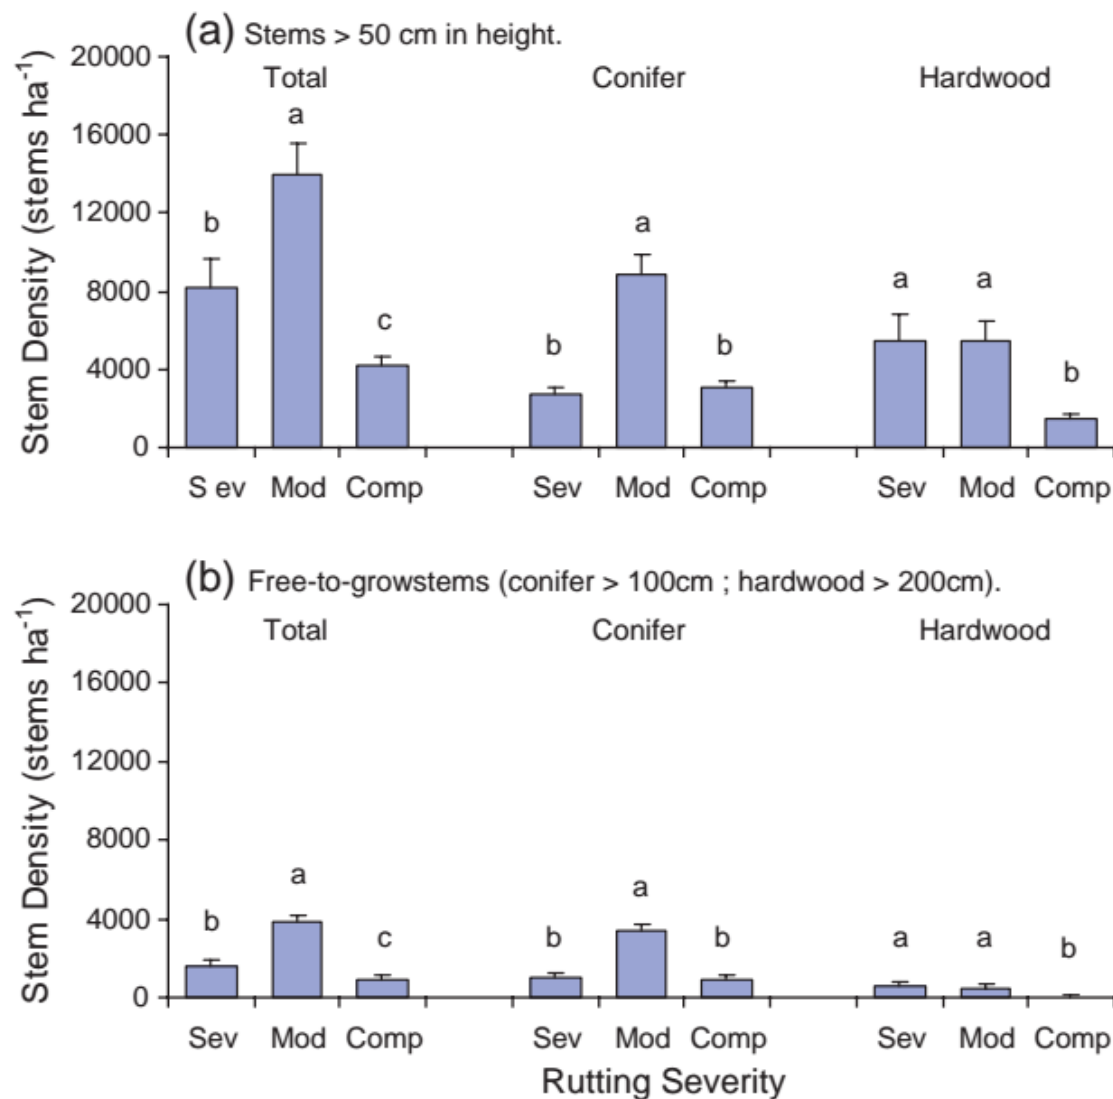 (a) Stems > 50 cm in height.
Total Conifer Hardwood
Stem Density (stems ha⁻¹)
20000
16000
12000
8000
4000
0
b a c
b a b
a a b
S ev Mod Comp Sev Mod Comp Sev Mod Comp
(b) Free-to-growstems (conifer > 100cm ; hardwood > 200cm).
Total Conifer Hardwood
Stem Density (stems ha⁻¹)
20000
16000
12000
8000
4000
0
b a c
b a b
a a b
Sev Mod Comp Sev Mod Comp Sev Mod Comp
Rutting Severity